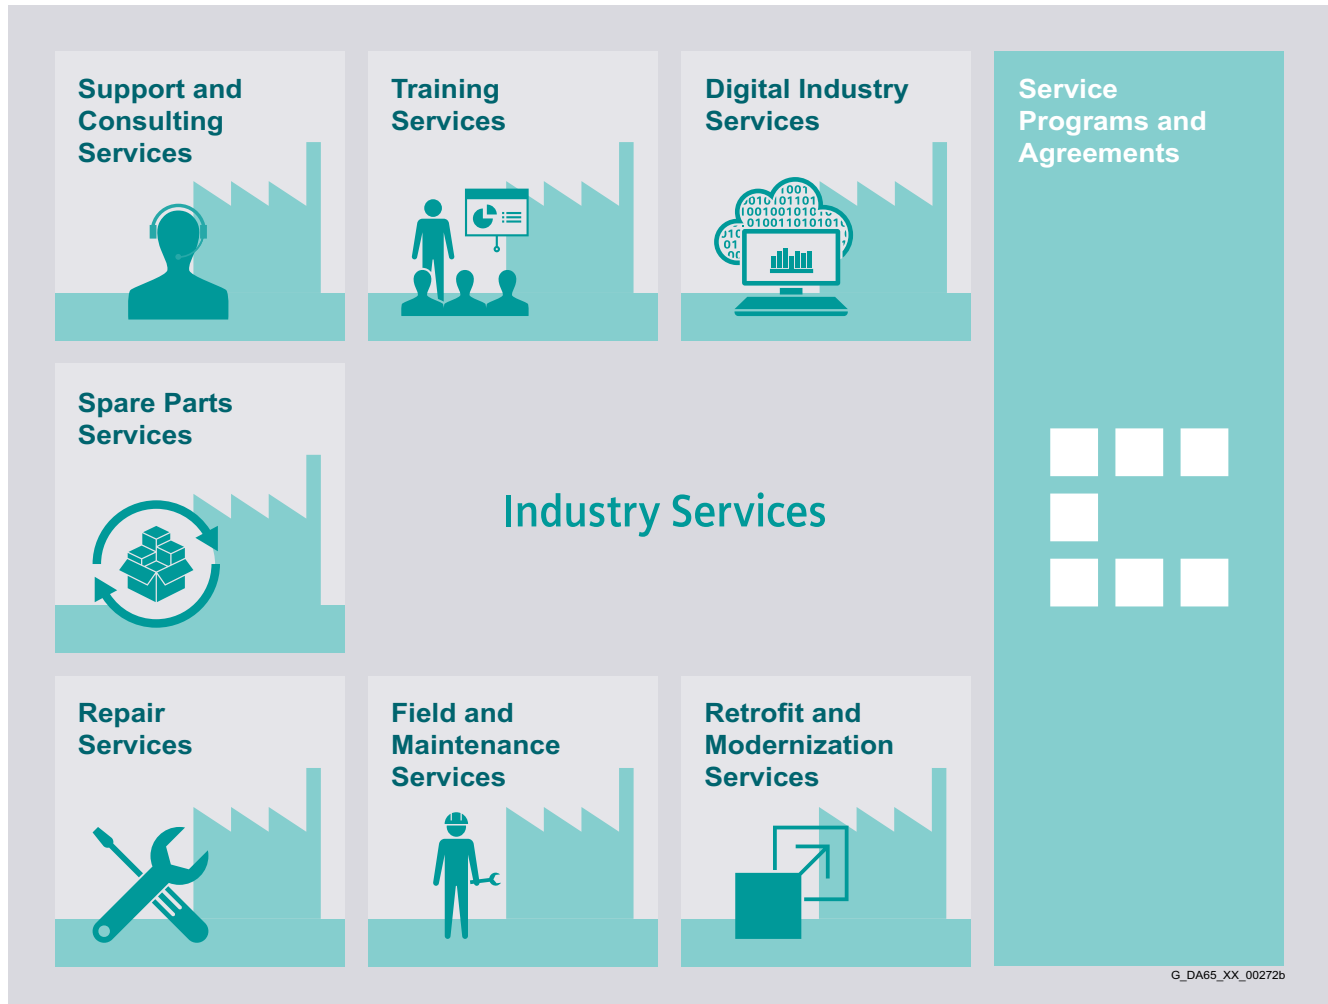 Support and
Consulting
Services
Training
Services
Digital Industry
Services
Service
Programs and
Agreements
Spare Parts
Services
Industry Services
Repair
Services
Field and
Maintenance
Services
Retrofit and
Modernization
Services
G_DA65_XX_00272b